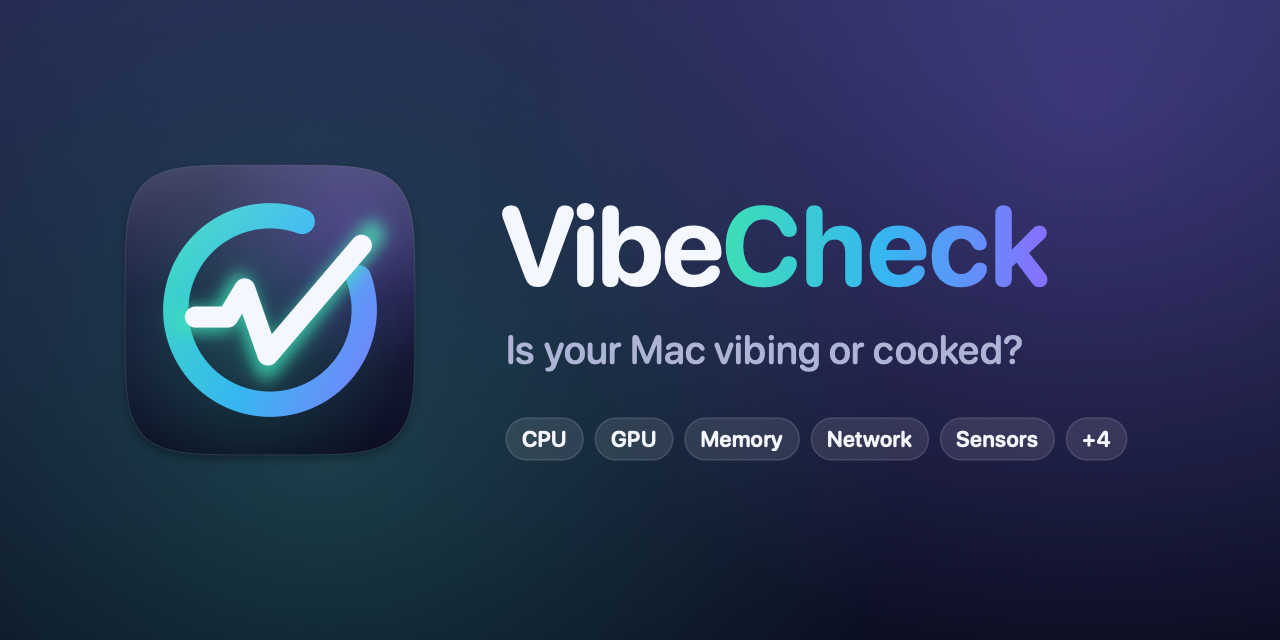 VibeCheck
Is your Mac vibing or cooked?
CPU GPU Memory Network Sensors +4